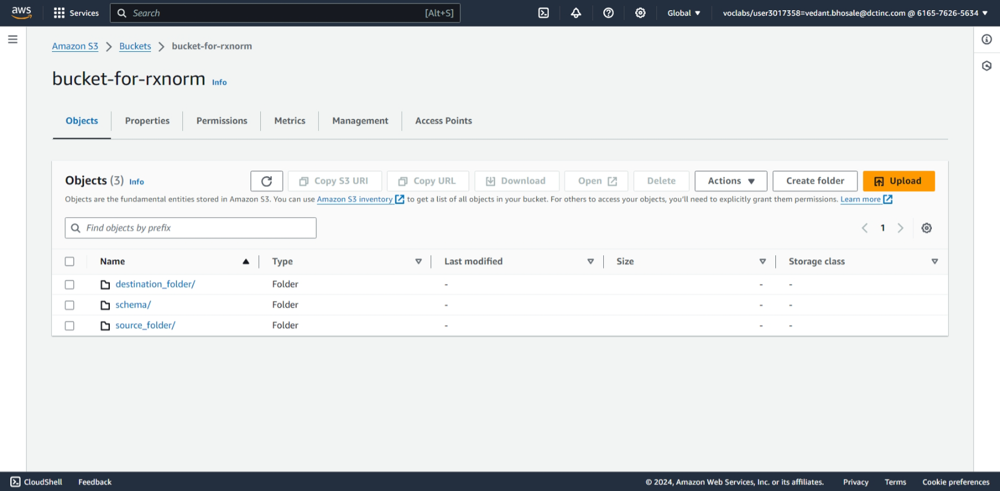 aws Services Search [Alt+S] Global voclabs/user3017358=vedant.bhosale@dctinc.com @ 6165-7626-5634
Amazon S3 Buckets bucket-for-rxnorm
bucket-for-rxnorm Info
Objects Properties Permissions Metrics Management Access Points
Objects (3) Info Copy S3 URI Copy URL Download Open Delete Actions Create folder Upload
Objects are the fundamental entities stored in Amazon S3. You can use Amazon S3 inventory to get a list of all objects in your bucket. For others to access your objects, you'll need to explicitly grant them permissions. Learn more
Find objects by prefix 1
Name Type Last modified Size Storage class
destination_folder/ Folder - - -
schema/ Folder - - -
source_folder/ Folder - - -
CloudShell Feedback © 2024, Amazon Web Services, Inc. or its affiliates. Privacy Terms Cookie preferences